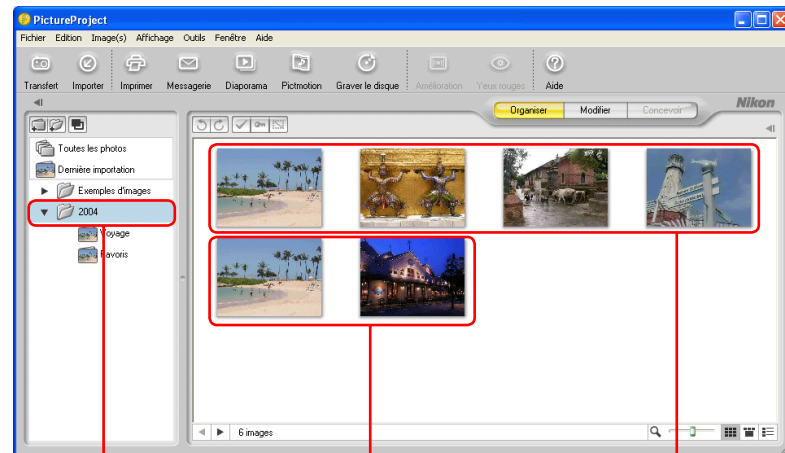 PictureProject
Fichier Edition Image(s) Affichage Outils Fenêtre Aide
Transfert Importer Imprimer Messagerie Diaporama Pictmotion Graver le disque Amélioration Yeux rouges Aide
Organiser Modifier Concevoir Nikon
Toutes les photos
Dernière importation
Exemples d'images
2004
Voyage
Favoris
6 images